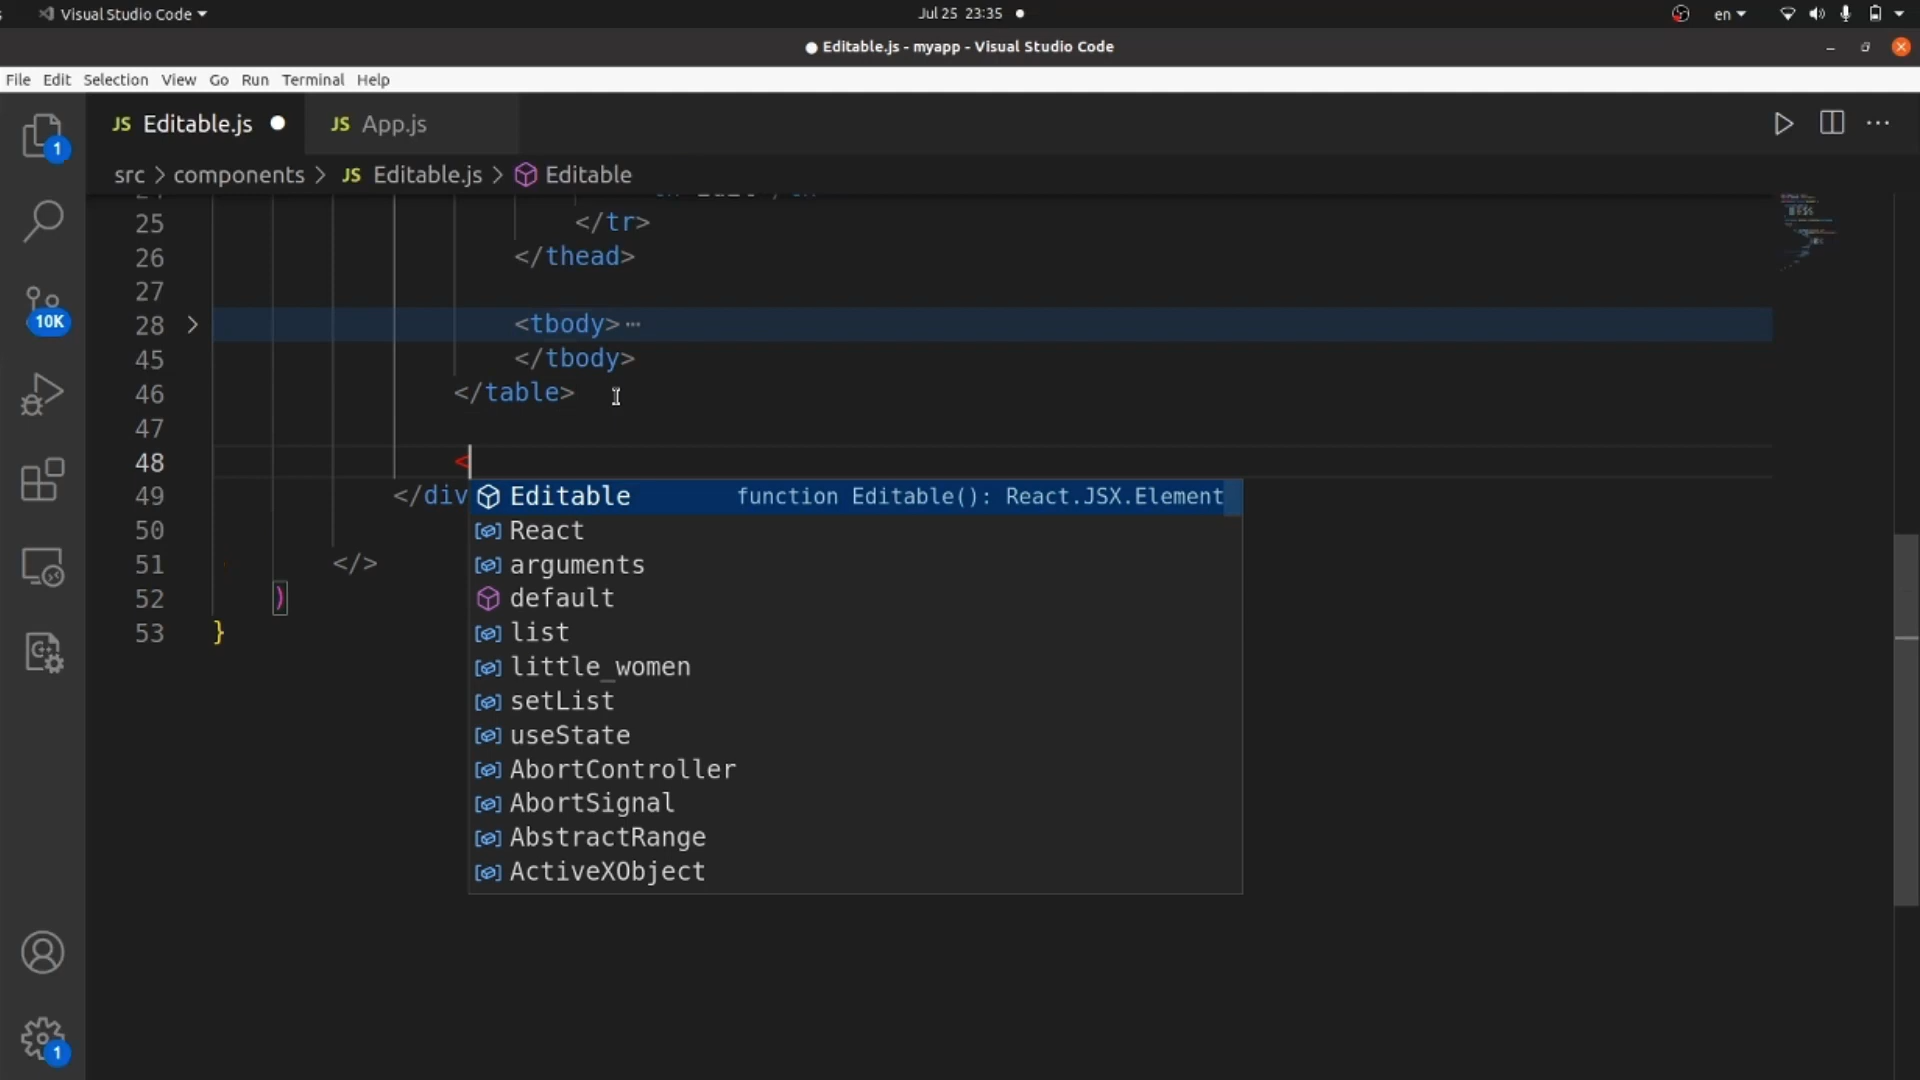 Visual Studio Code
Jul 25 23:35
en
Editable.js - myapp - Visual Studio Code
File Edit Selection View Go Run Terminal Help
1
JS Editable.js
JS App.js
src > components > JS Editable.js > Editable
25 </tr>
26 </thead>
27
28 <tbody>
45 </tbody>
46 </table>
47
48 <
49 </div
50
51 </>
52 )
53 }
10K
Editable function Editable(): React.JSX.Element
React
arguments
default
list
little_women
setList
useState
AbortController
AbortSignal
AbstractRange
ActiveXObject
1